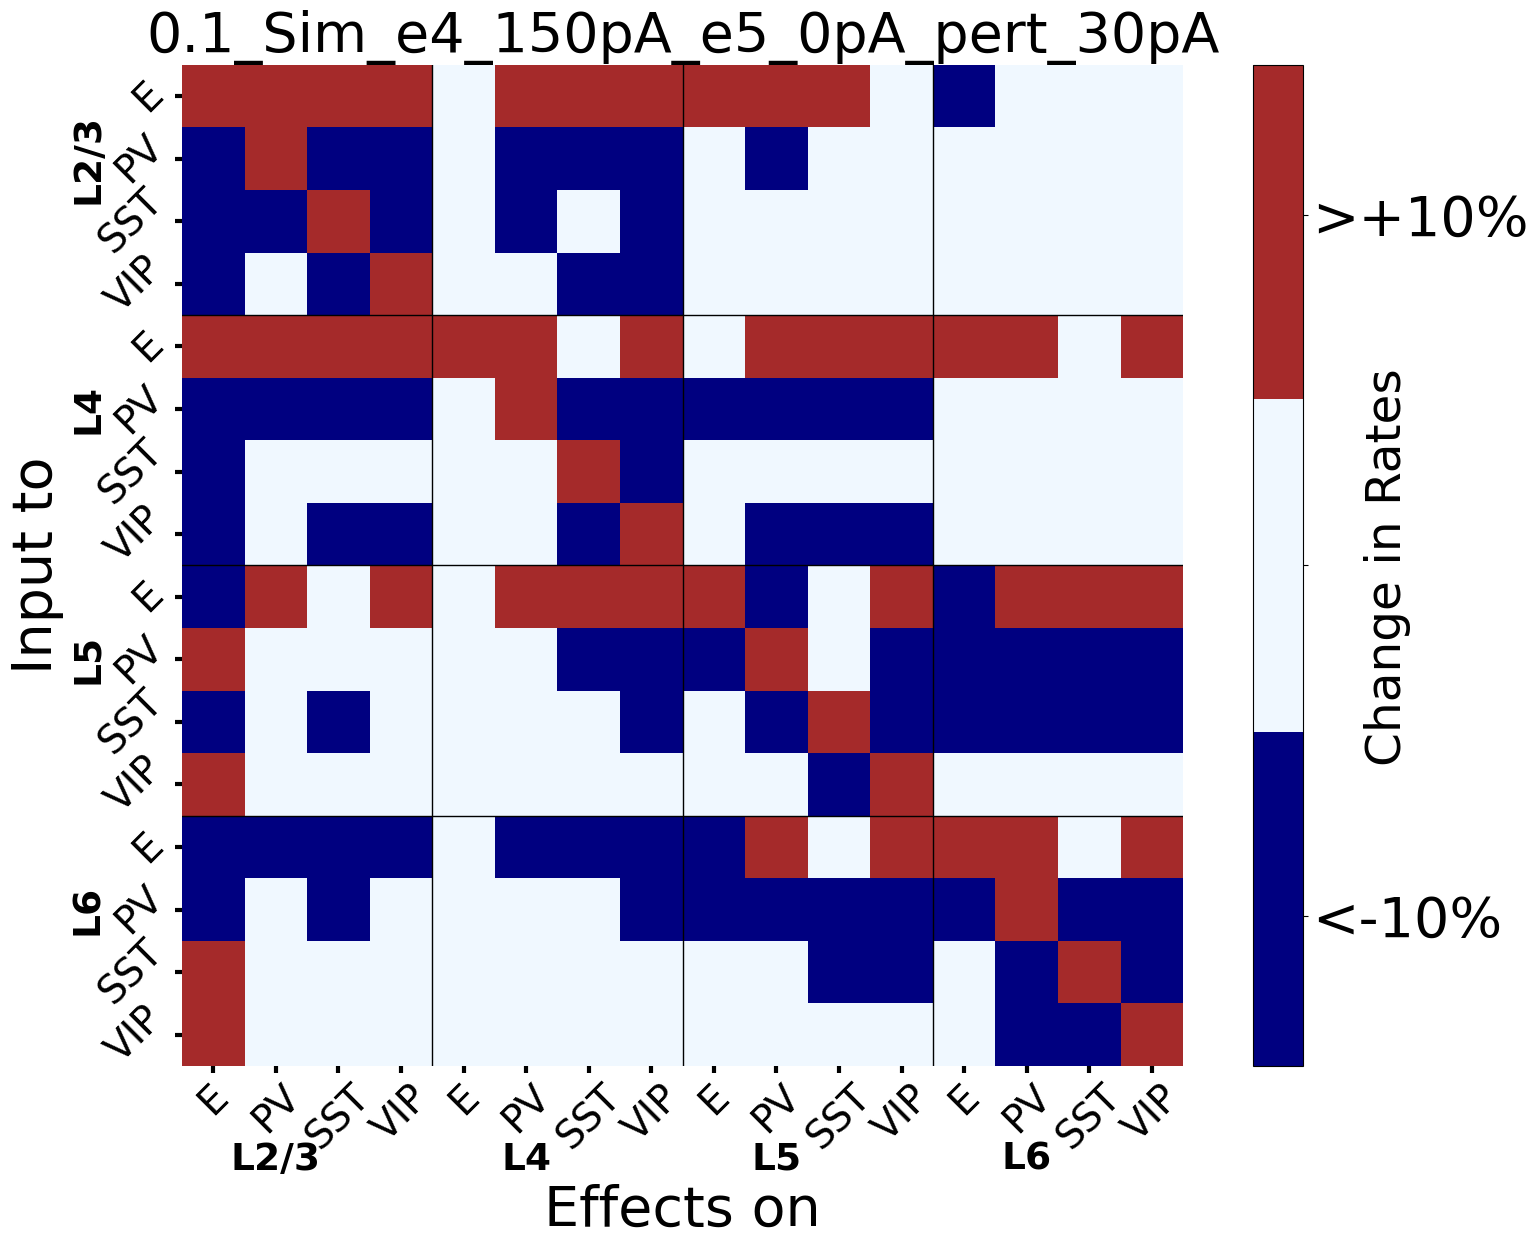 0.1_Sim_e4_150pA_e5_0pA_pert_30pA
Input to
L2/3
E
PV
SST
VIP
L4
E
PV
SST
VIP
L5
E
PV
SST
VIP
L6
E
PV
SST
VIP
E
PV
SST
VIP
E
PV
SST
VIP
E
PV
SST
VIP
E
PV
SST
VIP
L2/3
L4
L5
L6
Effects on
>+10%
<-10%
Change in Rates